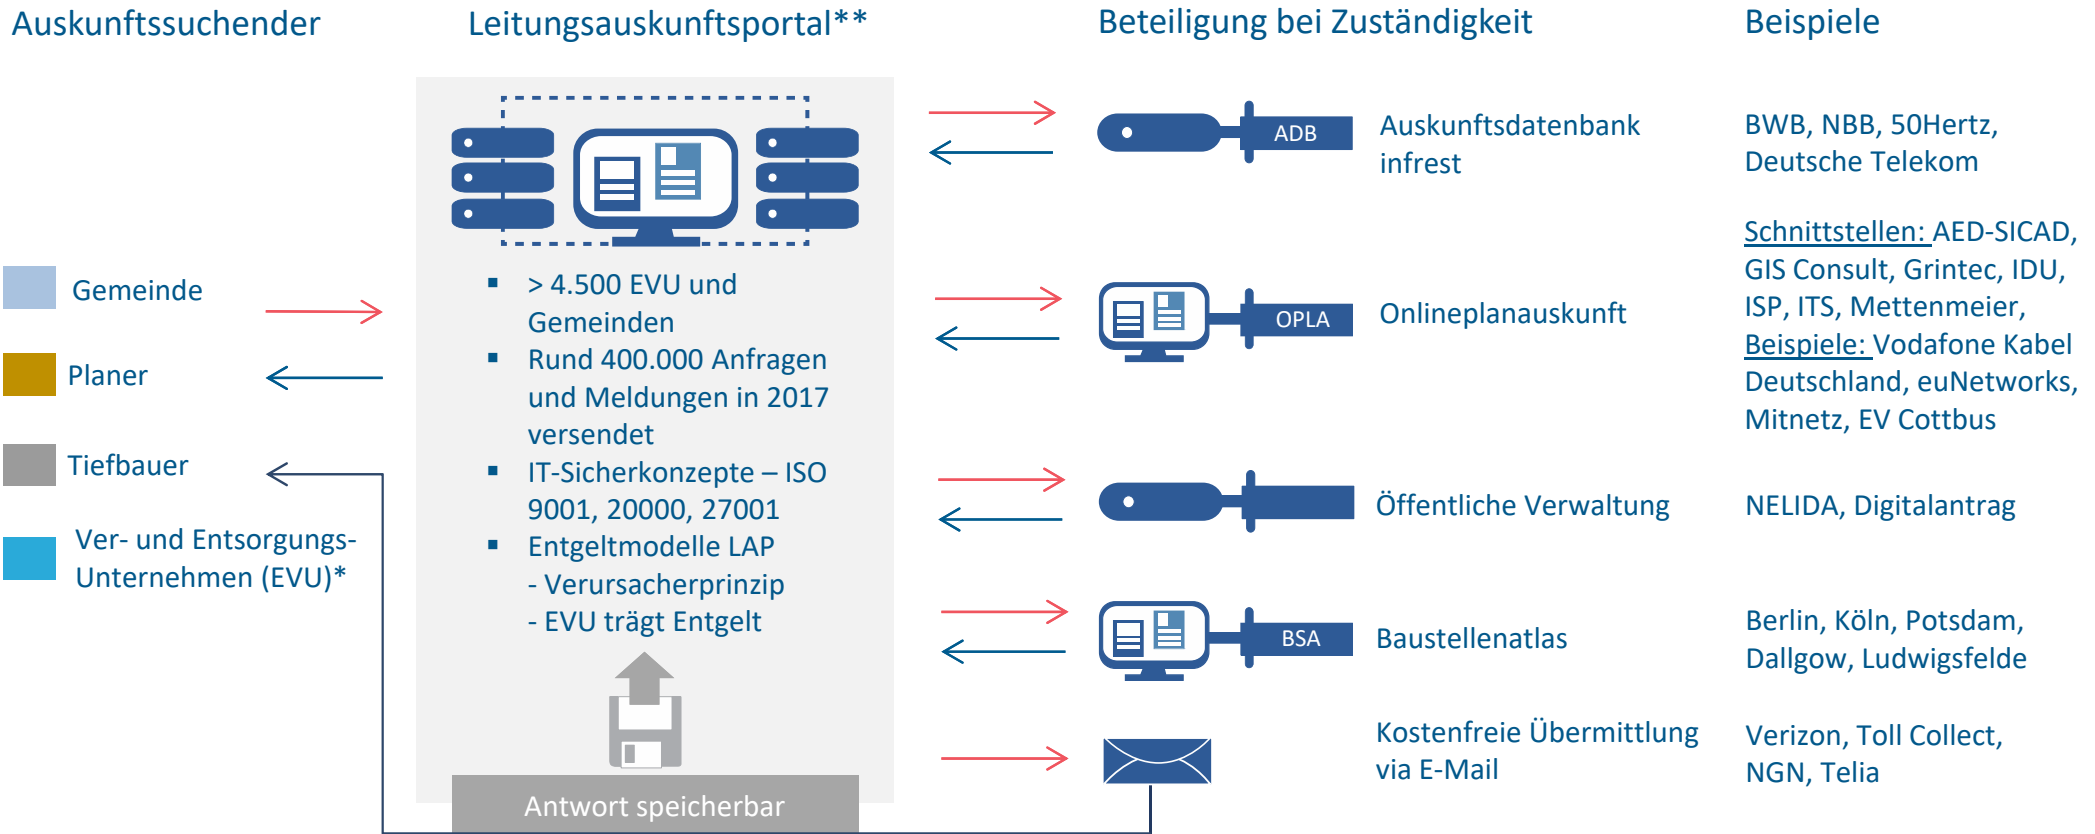 Auskunftssuchender
Leitungsauskunftsportal**
Beteiligung bei Zuständigkeit
Beispiele
Gemeinde
Planer
Tiefbauer
Ver- und Entsorgungs-
Unternehmen (EVU)*
▪ > 4.500 EVU und
Gemeinden
▪ Rund 400.000 Anfragen
und Meldungen in 2017
versendet
▪ IT-Sicherkonzepte – ISO
9001, 20000, 27001
▪ Entgeltmodelle LAP
- Verursacherprinzip
- EVU trägt Entgelt
Antwort speicherbar
ADB
Auskunftsdatenbank
infrest
BWB, NBB, 50Hertz,
Deutsche Telekom
OPLA
Onlineplanauskunft
Schnittstellen: AED-SICAD,
GIS Consult, Grintec, IDU,
ISP, ITS, Mettenmeier,
Beispiele: Vodafone Kabel
Deutschland, euNetworks,
Mitnetz, EV Cottbus
Öffentliche Verwaltung
NELIDA, Digitalantrag
BSA
Baustellenatlas
Berlin, Köln, Potsdam,
Dallgow, Ludwigsfelde
Kostenfreie Übermittlung
via E-Mail
Verizon, Toll Collect,
NGN, Telia